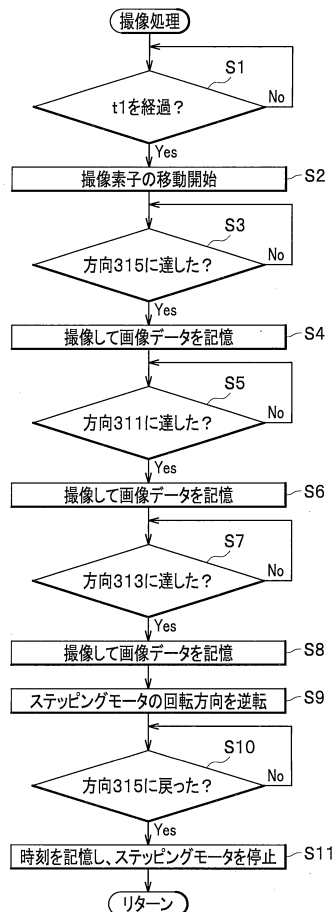 撮像処理
S1
t1を経過？
No
Yes
撮像素子の移動開始
S2
S3
方向315に達した？
No
Yes
撮像して画像データを記憶
S4
S5
方向311に達した？
No
Yes
撮像して画像データを記憶
S6
S7
方向313に達した？
No
Yes
撮像して画像データを記憶
S8
ステッピングモータの回転方向を逆転
S9
S10
方向315に戻った？
No
Yes
時刻を記憶し、ステッピングモータを停止
S11
リターン